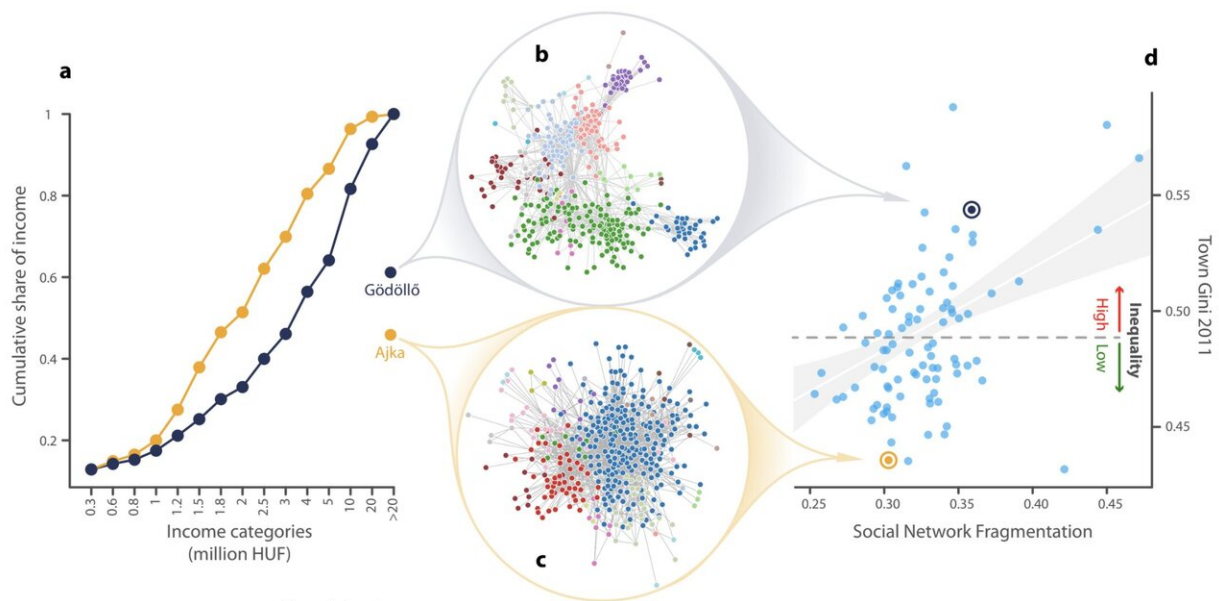 a
Cumulative share of income
1
0.8
0.6
0.4
0.2
0.3
0.6
0.8
1
1.2
1.5
1.8
2
2.5
3
4
5
10
20
>20
Income categories
(million HUF)
Gödöllő
Ajka
b
c
d
0.55
0.50
0.45
Town Gini 2011
High
Low
Inequality
0.25
0.30
0.35
0.40
0.45
Social Network Fragmentation